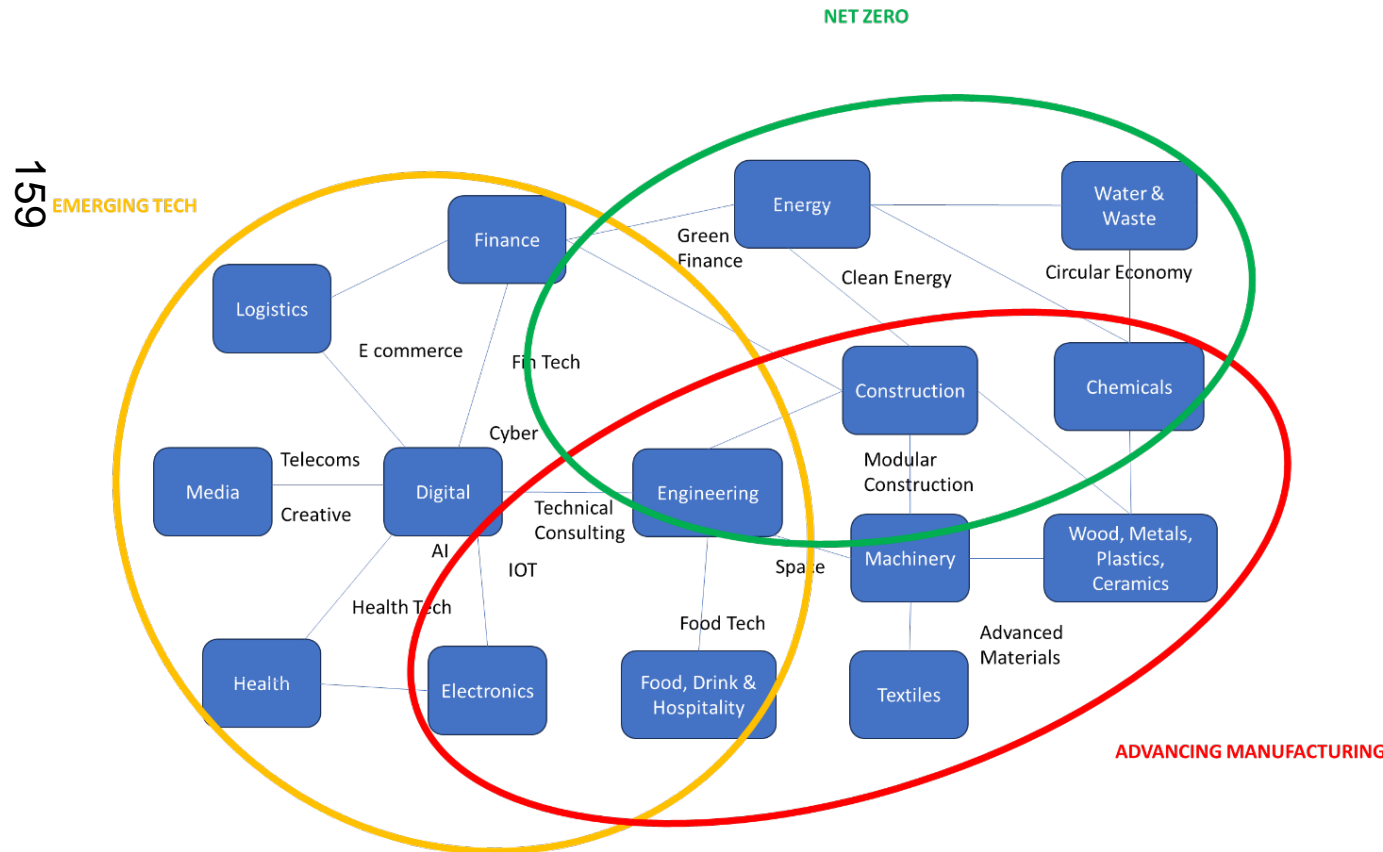 NET ZERO
159
EMERGING TECH
Energy
Water &
Waste
Finance
Green
Finance
Clean Energy
Circular Economy
Logistics
E commerce
Fin Tech
Construction
Chemicals
Cyber
Telecoms
Media
Creative
Digital
Technical
Consulting
Engineering
Modular
Construction
AI
IOT
Space
Machinery
Wood, Metals,
Plastics,
Ceramics
Health Tech
Food Tech
Advanced
Materials
Health
Electronics
Food, Drink &
Hospitality
Textiles
ADVANCING MANUFACTURING